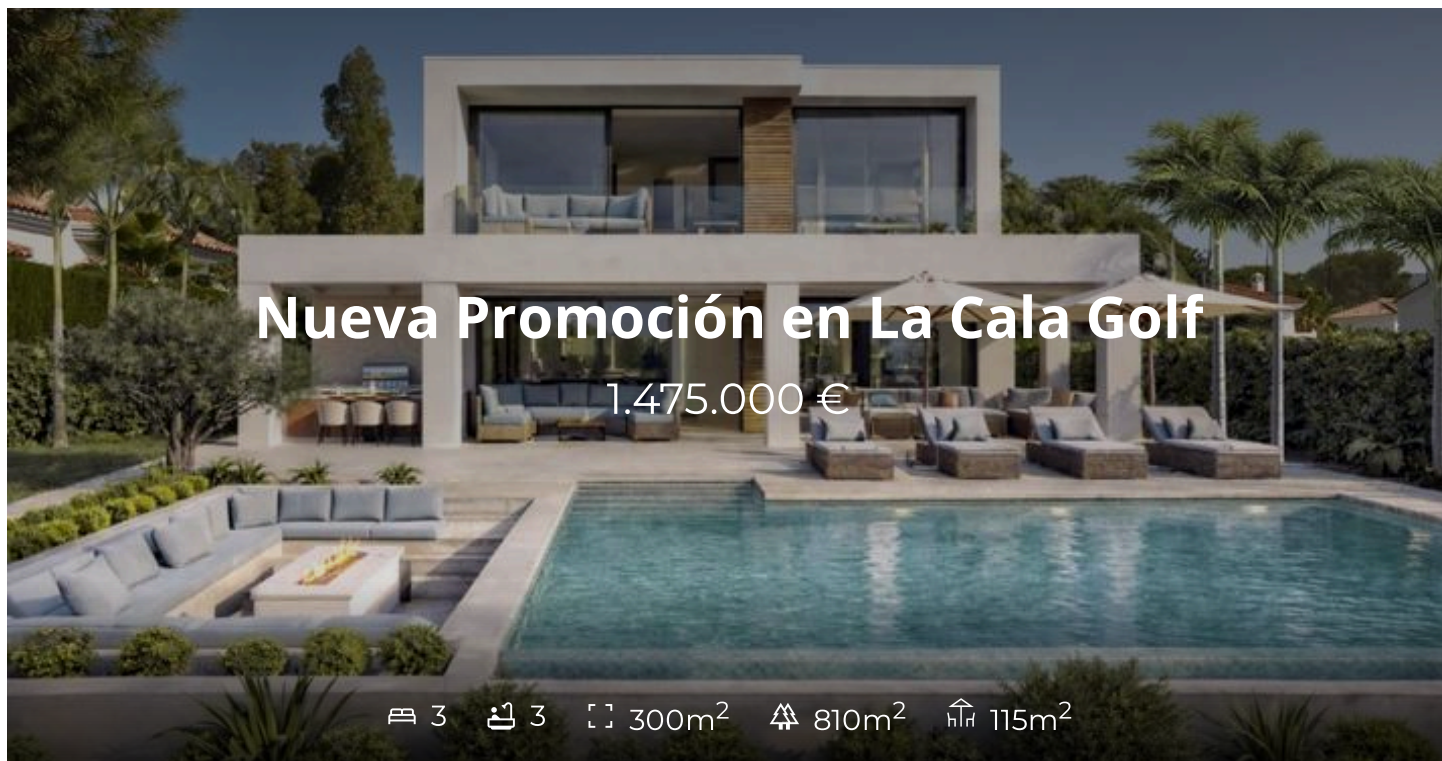 Nueva Promoción en La Cala Golf
1.475.000 €
3 3 300m² 810m² 115m²